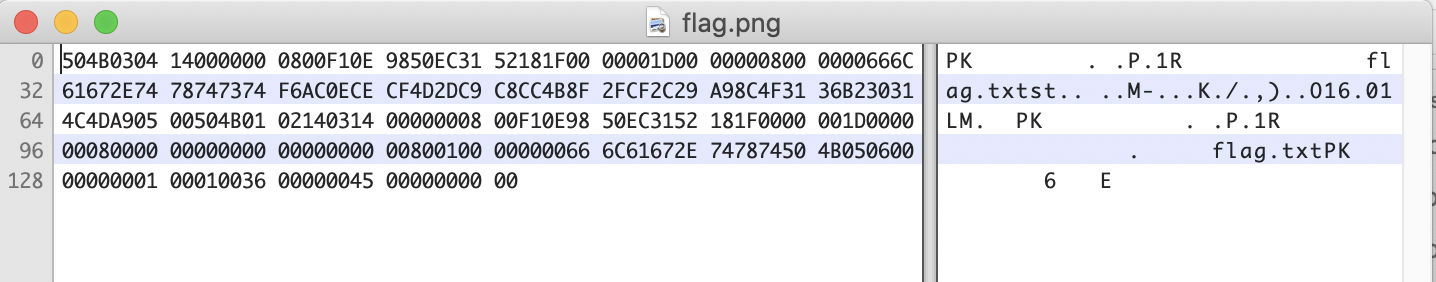 flag.png
0 504B0304 14000000 0800F10E 9850EC31 52181F00 00001D00 00000800 0000666C PK . .P.1R fl
32 61672E74 78747374 F6AC0ECE CF4D2DC9 C8CC4B8F 2FCF2C29 A98C4F31 36B23031 ag.txtst.. ..M-...K./.,)..O16.01
64 4C4DA905 00504B01 02140314 00000008 00F10E98 50EC3152 181F0000 001D0000 LM. PK . .P.1R
96 00080000 00000000 00000000 00800100 00000066 6C61672E 74787450 4B050600 . flag.txtPK
128 00000001 00010036 00000045 00000000 00 6 E